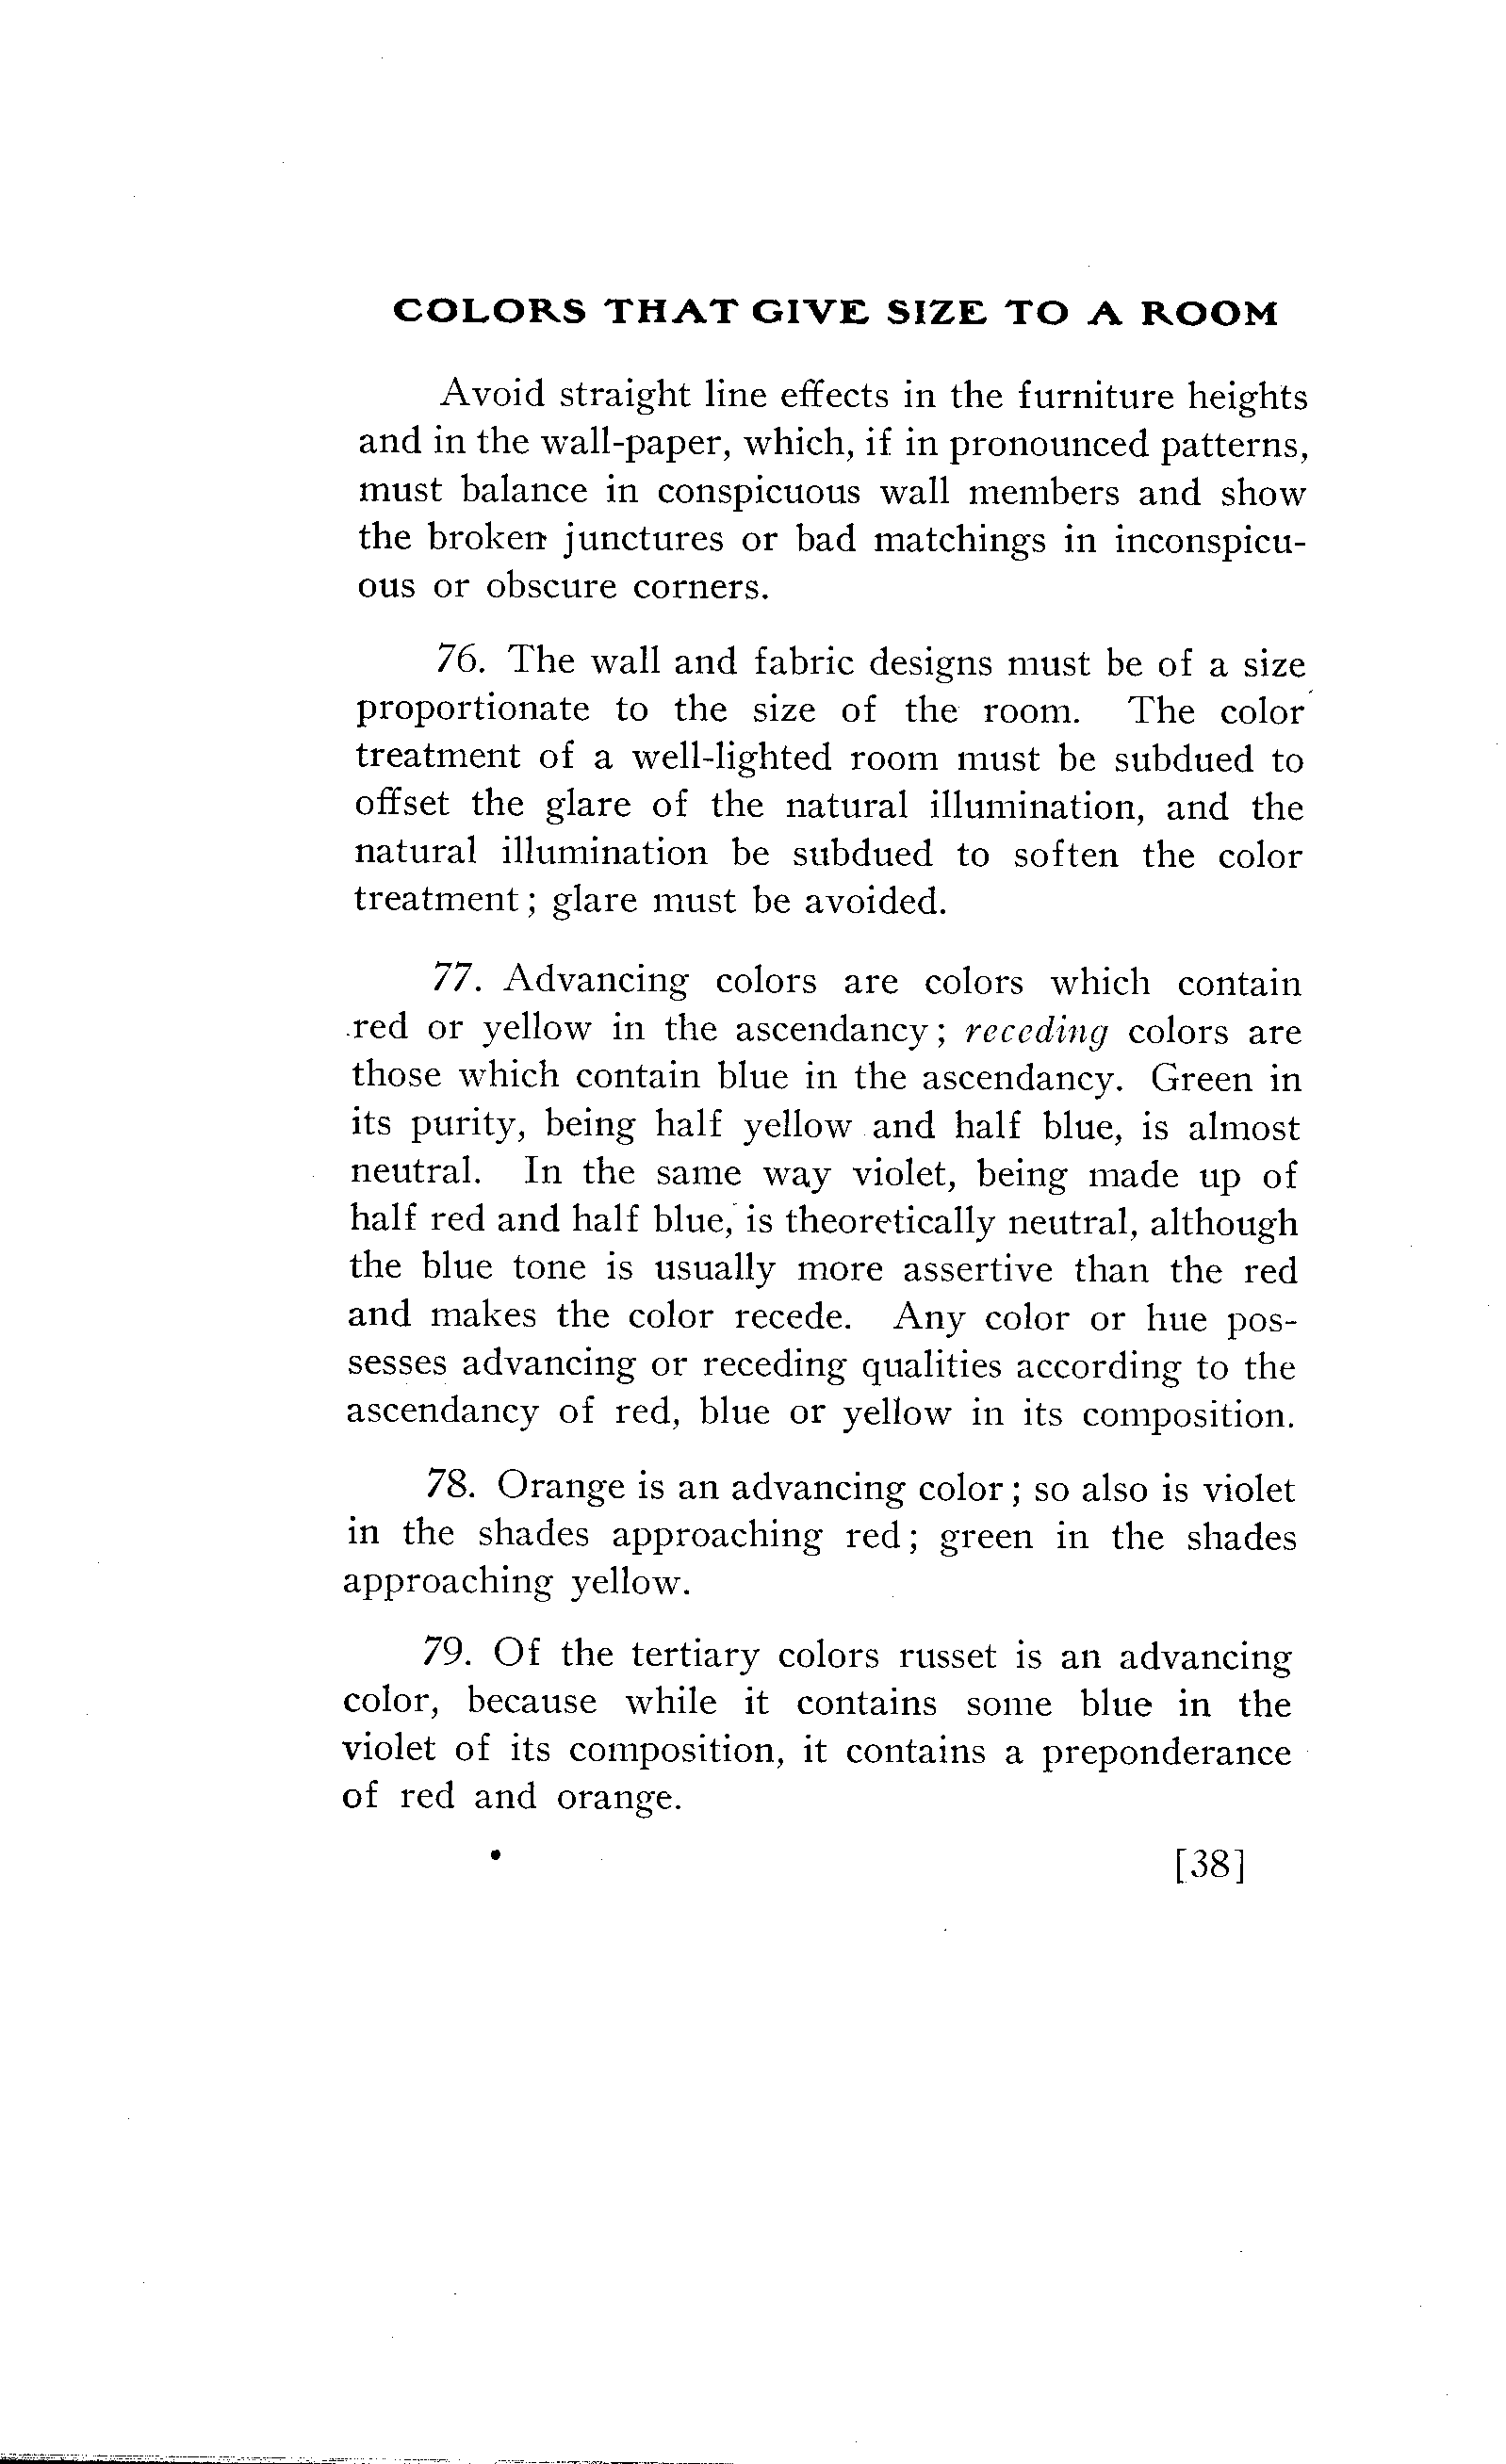 COLORS THAT GIVE SIZE TO A ROOM
Avoid straight line effects in the furniture heights
and in the wall-paper, which, if in pronounced patterns,
must balance in conspicuous wall members and show
the broken junctures or bad matchings in inconspicu-
ous or obscure corners.
76. The wall and fabric designs must be of a size
proportionate to the size of the room. The color
treatment of a well-lighted room must be subdued to
offset the glare of the natural illumination, and the
natural illumination be subdued to soften the color
treatment; glare must be avoided.
77. Advancing colors are colors which contain
red or yellow in the ascendancy; receding colors are
those which contain blue in the ascendancy. Green in
its purity, being half yellow and half blue, is almost
neutral. In the same way violet, being made up of
half red and half blue, is theoretically neutral, although
the blue tone is usually more assertive than the red
and makes the color recede. Any color or hue pos-
sesses advancing or receding qualities according to the
ascendancy of red, blue or yellow in its composition.
78. Orange is an advancing color; so also is violet
in the shades approaching red; green in the shades
approaching yellow.
79. Of the tertiary colors russet is an advancing
color, because while it contains some blue in the
violet of its composition, it contains a preponderance
of red and orange.
[38]